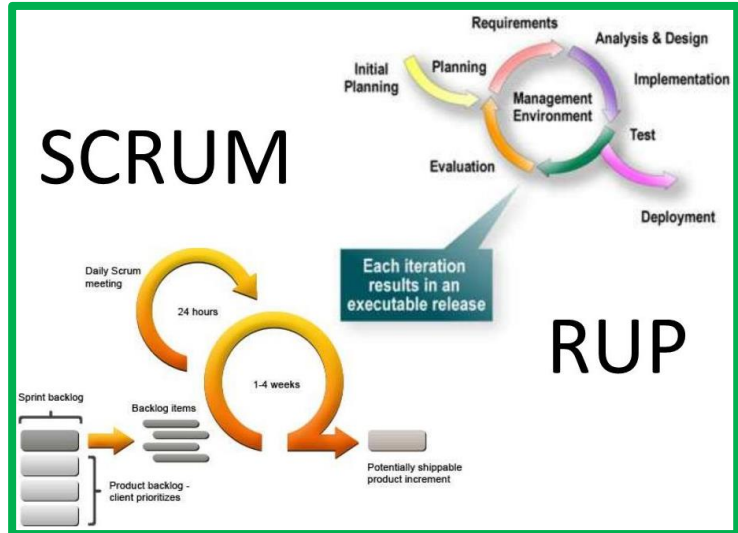 SCRUM
Requirements
Analysis & Design
Planning
Initial
Planning
Implementation
Management
Environment
Test
Evaluation
Deployment
Each iteration
results in an
executable release
RUP
Daily Scrum
meeting
24 hours
1-4 weeks
Sprint backlog
Backlog items
Product backlog -
client prioritizes
Potentially shippable
product increment